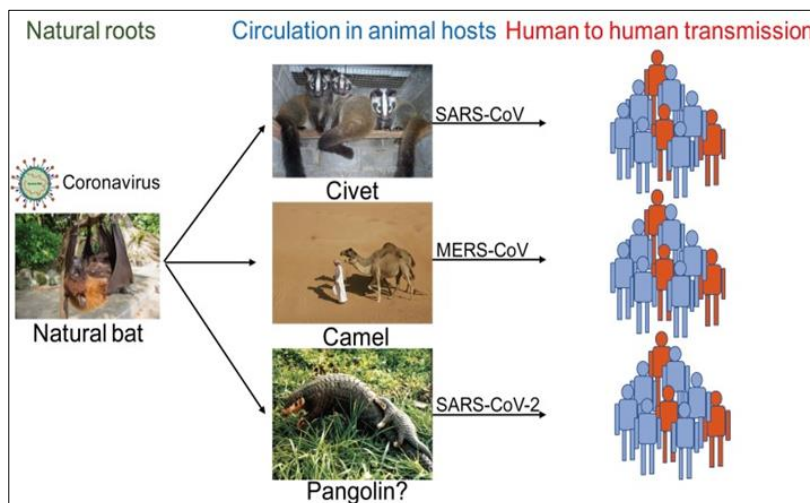 Natural roots
Circulation in animal hosts
Human to human transmission
Coronavirus
Natural bat
SARS-CoV
Civet
MERS-CoV
Camel
SARS-CoV-2
Pangolin?